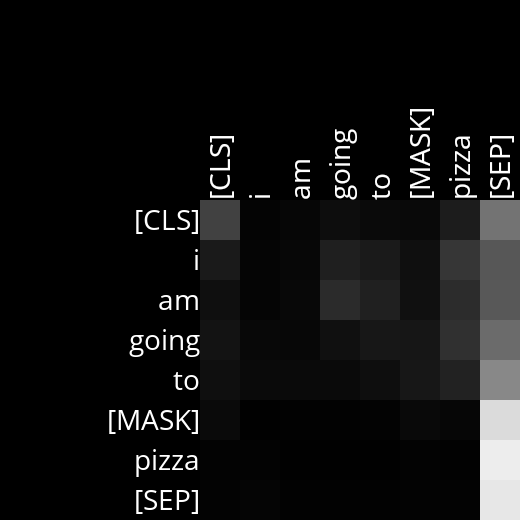 [CLS] i am going to [MASK] pizza [SEP]
[CLS]
i
am
going
to
[MASK]
pizza
[SEP]